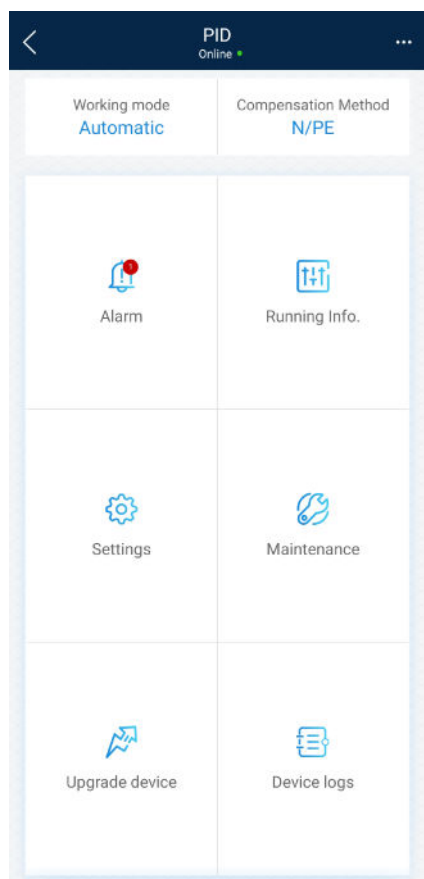 PID
Online
Working mode
Automatic
Compensation Method
N/PE
1
Alarm
Running Info.
Settings
Maintenance
Upgrade device
Device logs